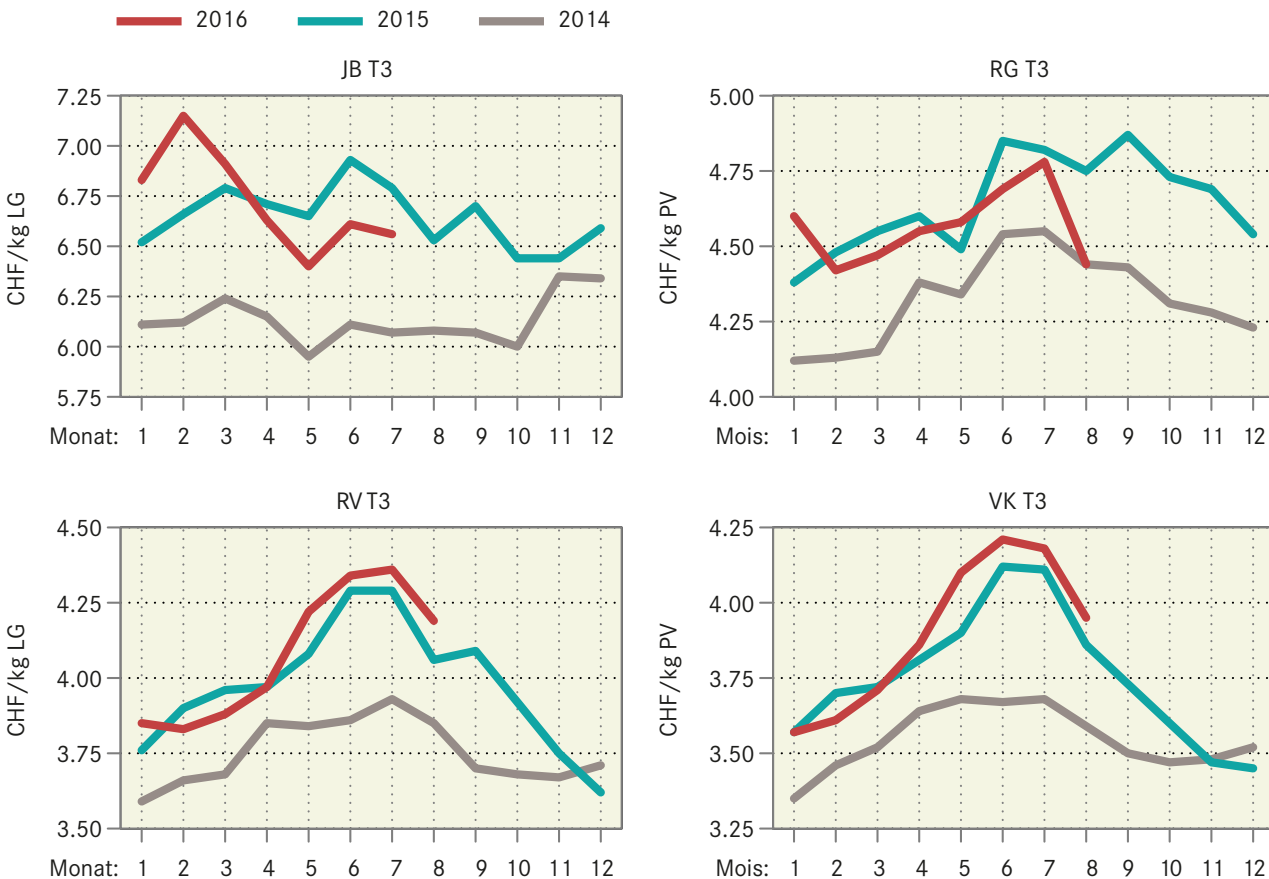 2016 2015 2014
JB T3
CHF/kg LG
7.25
7.00
6.75
6.50
6.25
6.00
5.75
Monat: 1 2 3 4 5 6 7 8 9 10 11 12
RG T3
CHF/kg PV
5.00
4.75
4.50
4.25
4.00
Mois: 1 2 3 4 5 6 7 8 9 10 11 12
RV T3
CHF/kg LG
4.50
4.25
4.00
3.75
3.50
Monat: 1 2 3 4 5 6 7 8 9 10 11 12
VK T3
CHF/kg PV
4.25
4.00
3.75
3.50
3.25
Mois: 1 2 3 4 5 6 7 8 9 10 11 12